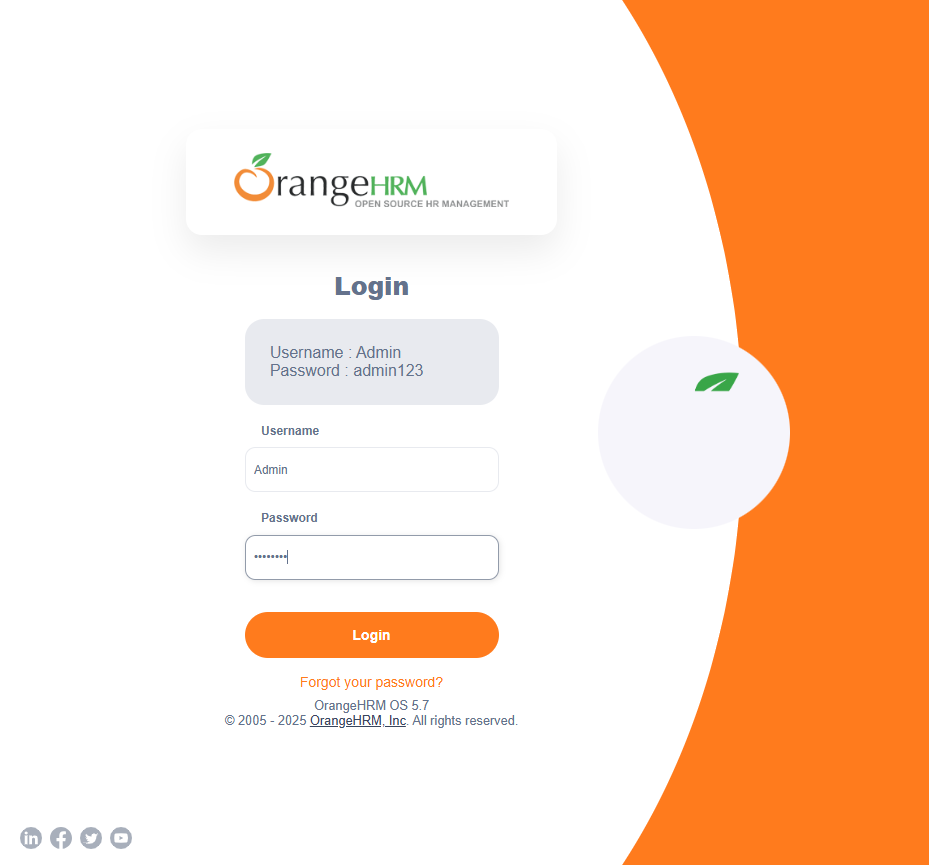 OrangeHRM
OPEN SOURCE HR MANAGEMENT
Login
Username : Admin
Password : admin123
Username
Admin
Password
••••••••
Login
Forgot your password?
OrangeHRM OS 5.7
© 2005 - 2025 OrangeHRM, Inc. All rights reserved.